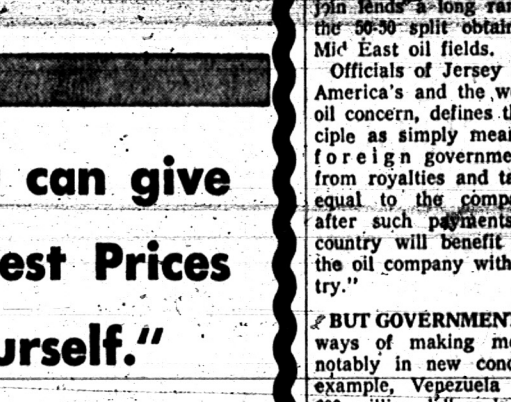 can give
est Prices
urself."
join lends a long ran
the 50-50 split obtain
Mid East oil fields.
Officials of Jersey
America's and the w
oil concern, defines t
ciple as simply mea
foreign governme
from royalties and ta
equal to the comp
after such payments
country will benefit
the oil company with
try."
BUT GOVERNMENT
ways of making m
notably in new con
example, Venezuela